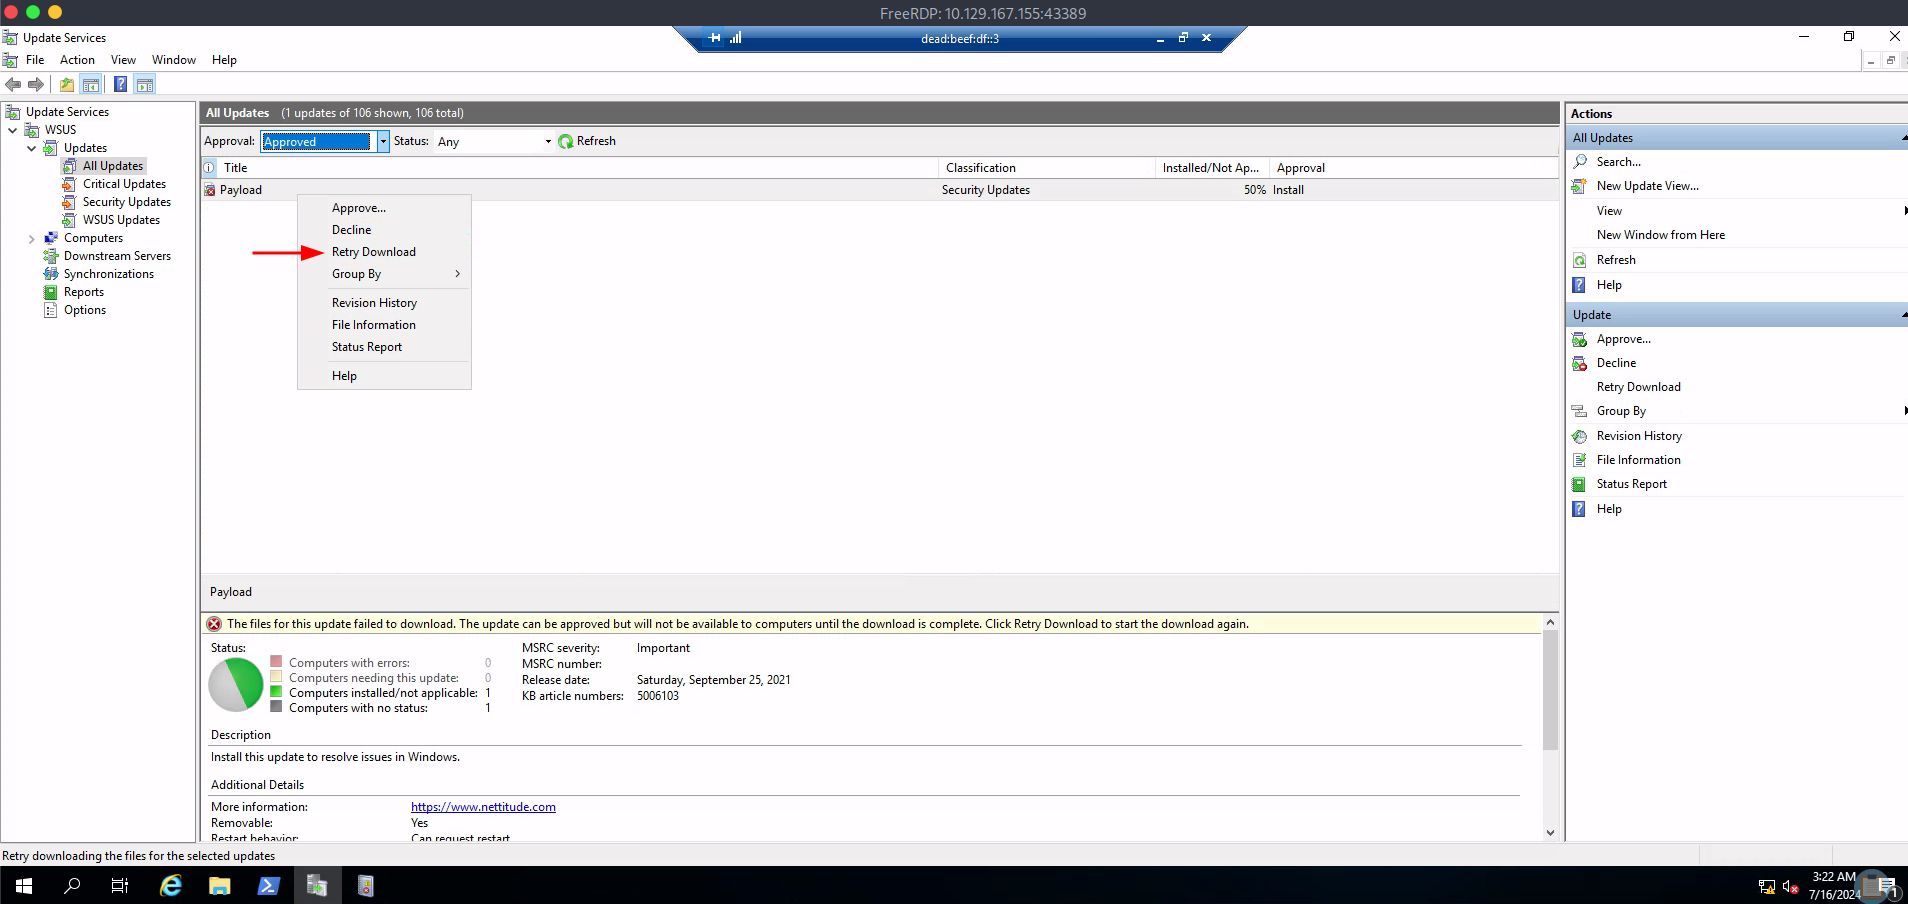 FreeRDP: 10.129.167.155:43389
Update Services
dead:beef:df::3
File Action View Window Help
Update Services
WSUS
Updates
All Updates
Critical Updates
Security Updates
WSUS Updates
Computers
Downstream Servers
Synchronizations
Reports
Options
All Updates (1 updates of 106 shown, 106 total)
Approval: Approved Status: Any Refresh
Title Classification Installed/Not Ap... Approval
Payload Security Updates 50% Install
Approve...
Decline
Retry Download
Group By
Revision History
File Information
Status Report
Help
Payload
The files for this update failed to download. The update can be approved but will not be available to computers until the download is complete. Click Retry Download to start the download again.
Status:
Computers with errors: 0
Computers needing this update: 0
Computers installed/not applicable: 1
Computers with no status: 1
MSRC severity: Important
MSRC number:
Release date: Saturday, September 25, 2021
KB article numbers: 5006103
Description
Install this update to resolve issues in Windows.
Additional Details
More information: https://www.nettitude.com
Removable: Yes
Restart behavior: Can request restart
Actions
All Updates
Search...
New Update View...
View
New Window from Here
Refresh
Help
Update
Approve...
Decline
Retry Download
Group By
Revision History
File Information
Status Report
Help
Retry downloading the files for the selected updates
3:22 AM
7/16/2024
1